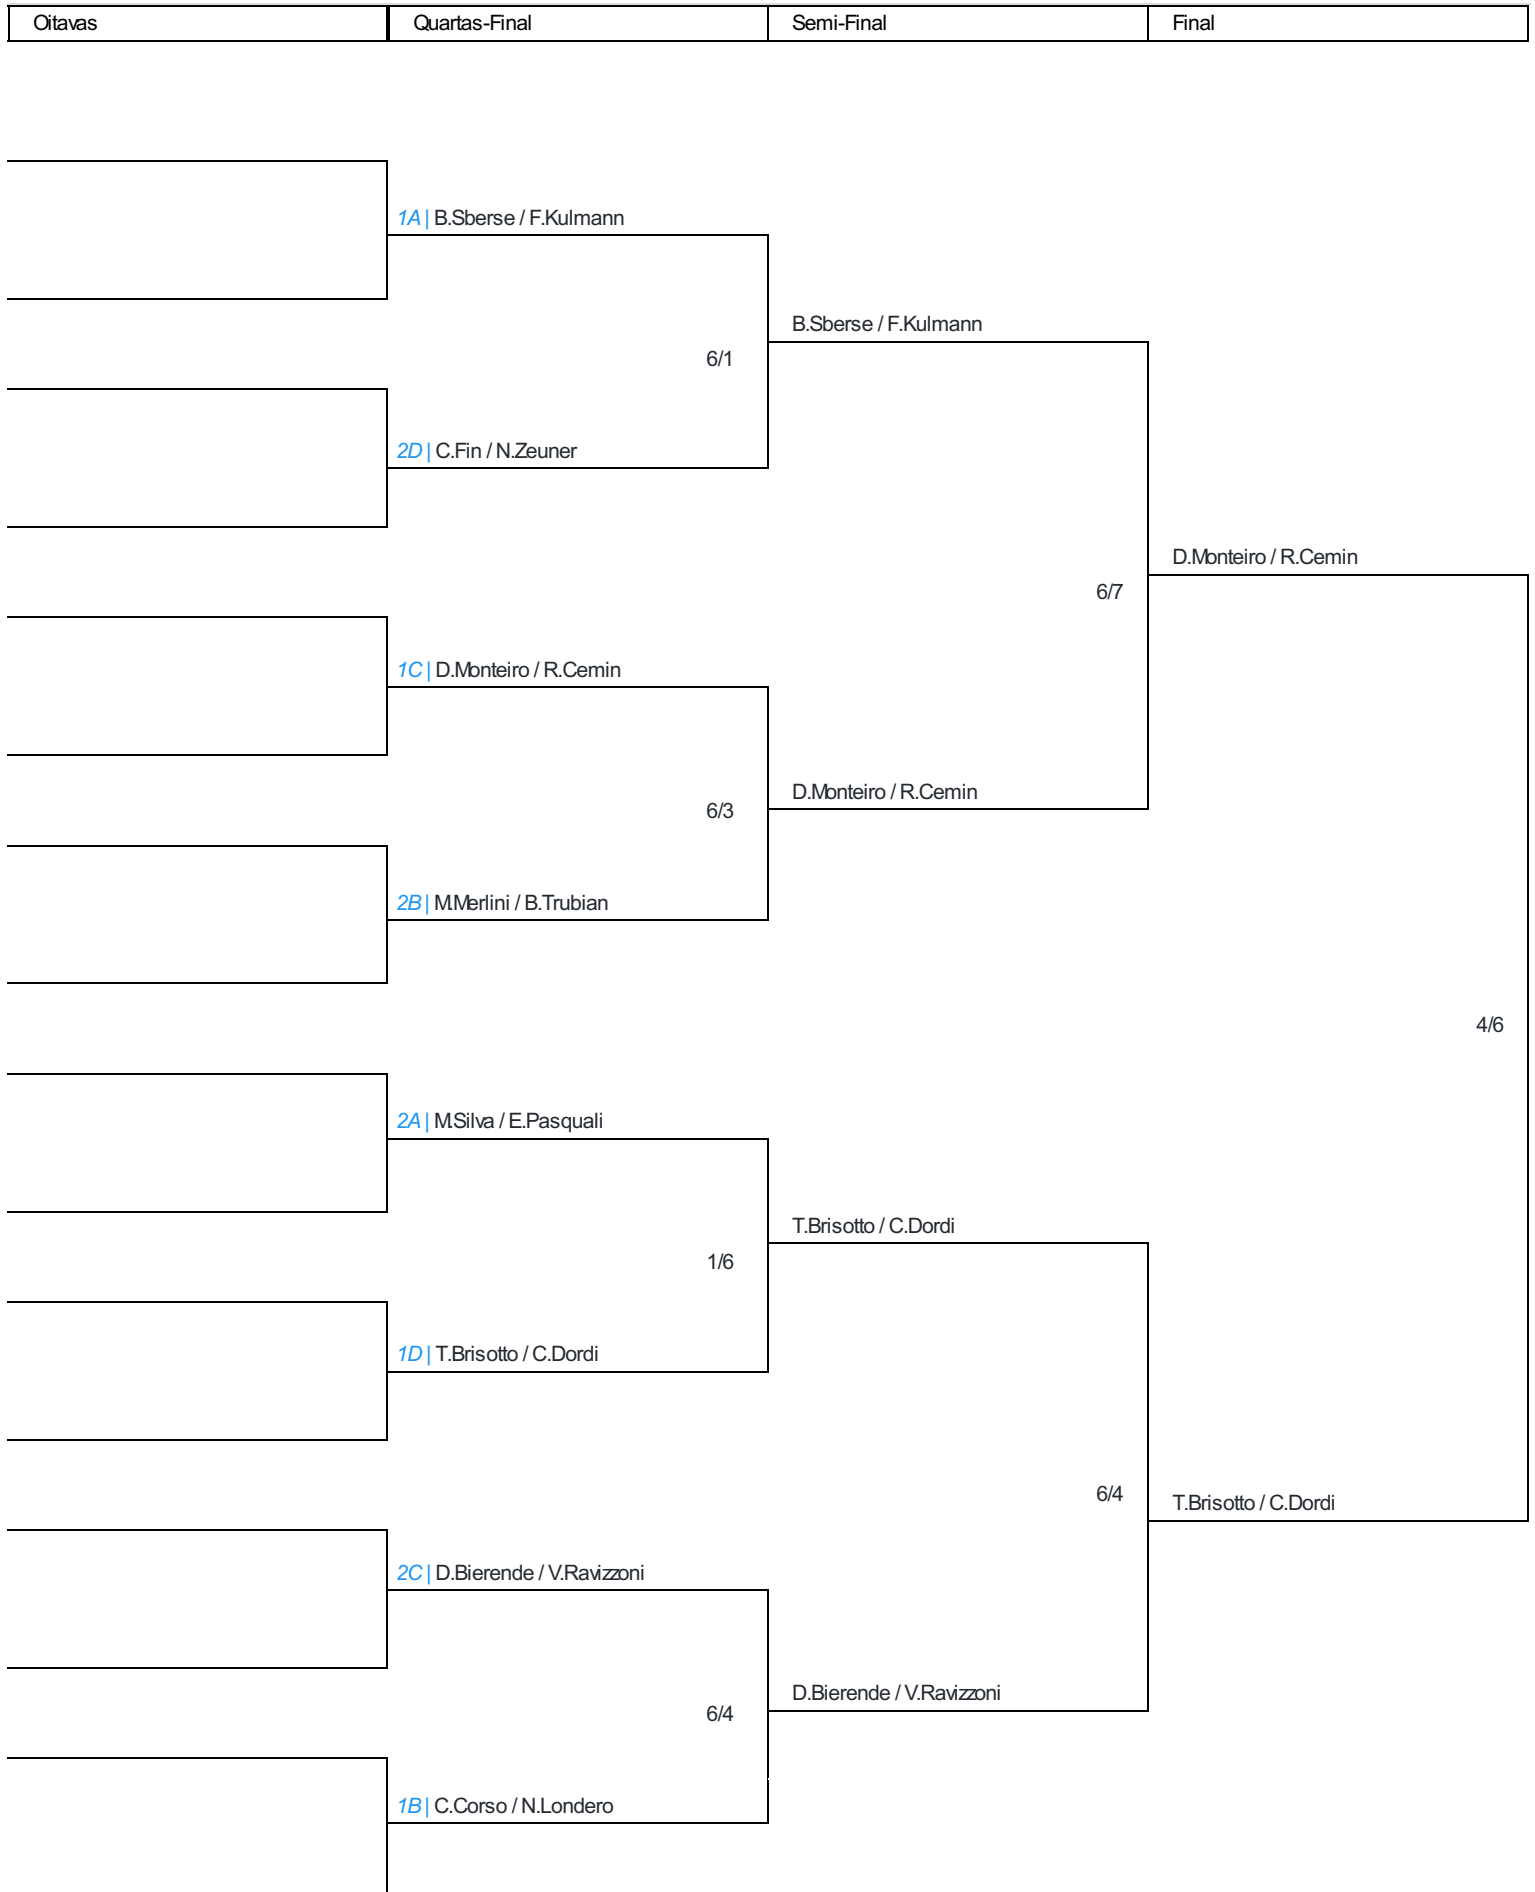 Oitavas Quartas-Final Semi-Final Final
1A | B.Sberse / F.Kulmann
B.Sberse / F.Kulmann
6/1
2D | C.Fin / N.Zeuner
D.Monteiro / R.Cemin
6/7
1C | D.Monteiro / R.Cemin
D.Monteiro / R.Cemin
6/3
2B | M.Merlini / B.Trubian
4/6
2A | M.Silva / E.Pasquali
T.Brisotto / C.Dordi
1/6
1D | T.Brisotto / C.Dordi
6/4
T.Brisotto / C.Dordi
2C | D.Bierende / V.Ravizzoni
D.Bierende / V.Ravizzoni
6/4
1B | C.Corso / N.Londero